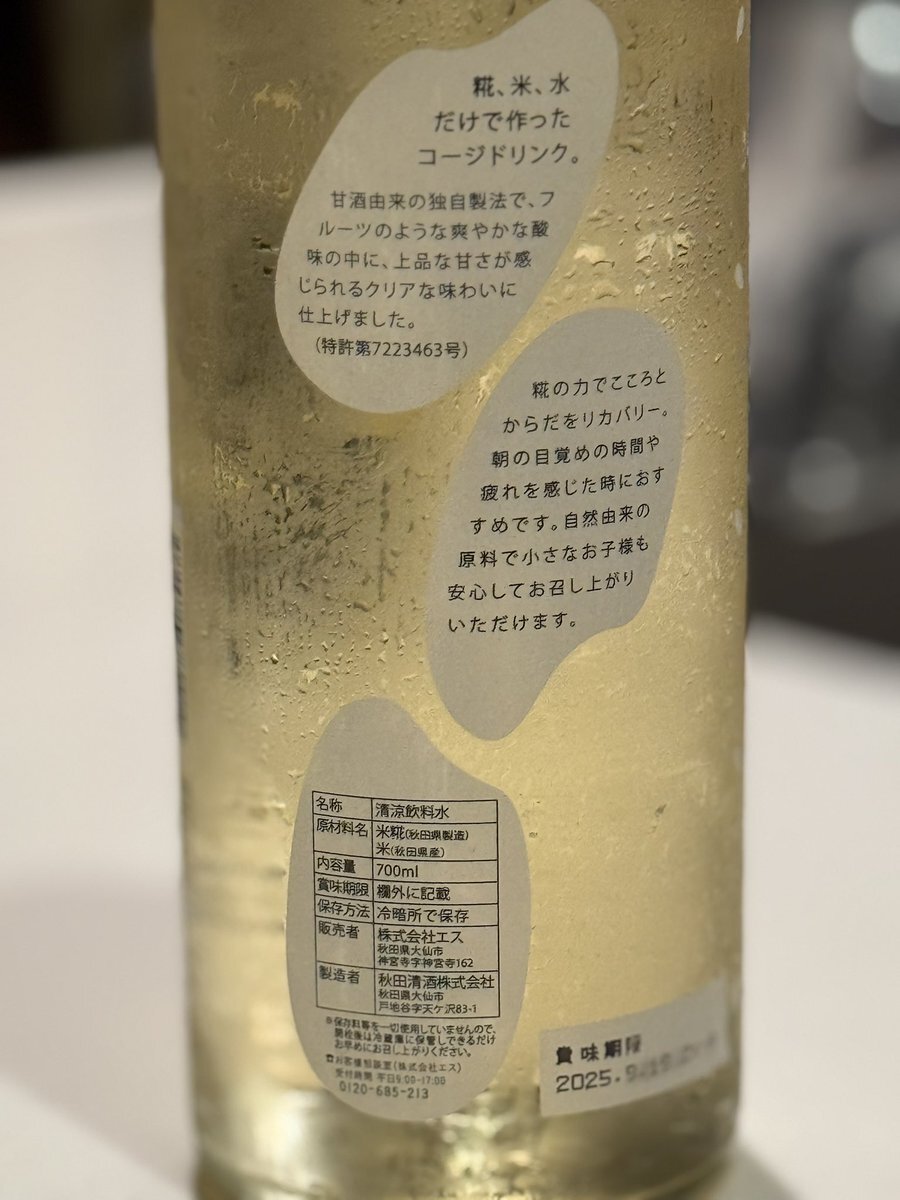 糀、米、水
だけで作った
コージドリンク。
甘酒由来の独自製法で、フ
ルーツのような爽やかな酸
味の中に、上品な甘さが感
じられるクリアな味わいに
仕上げました。
(特許第7223463号)
糀の力でこころと
からだをリカバリー。
朝の目覚めの時間や
疲れを感じた時におす
すめです。自然由来の
原料で小さなお子様も
安心してお召し上がり
いただけます。
名称 清涼飲料水
原材料名 米糀(秋田県製造)
米(秋田県産)
内容量 700ml
賞味期限 欄外に記載
保存方法 冷暗所で保存
販売者 株式会社エス
秋田県大仙市
神宮寺字神宮寺162
製造者 秋田清酒株式会社
秋田県大仙市
戸地谷字天ケ沢83-1
※保存料等を一切使用していませんので、
開栓後は冷蔵庫に保管しできるだけ
お早めにお召し上がりください。
☎お客様相談室(株式会社エス)
受付時間 平日9:00-17:00
0120-685-213
賞味期限
2025.